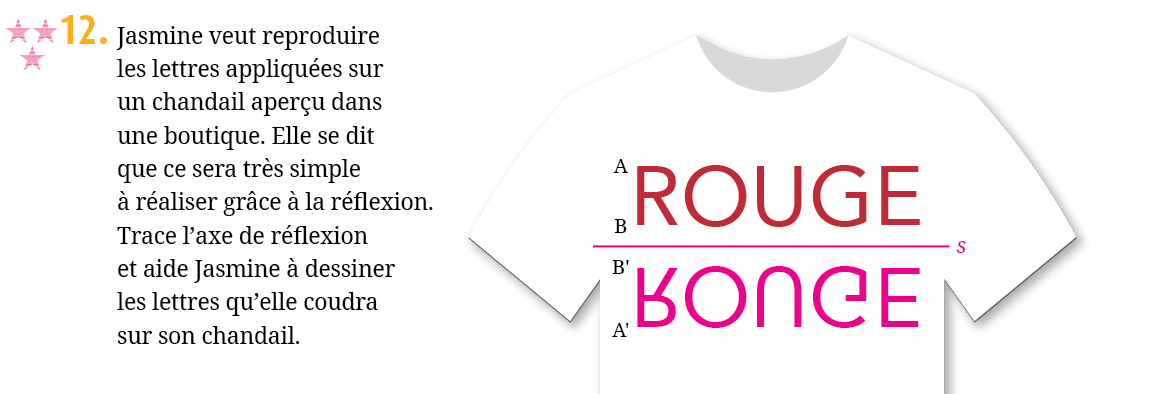 12. Jasmine veut reproduire
les lettres appliquées sur
un chandail aperçu dans
une boutique. Elle se dit
que ce sera très simple
à réaliser grâce à la réflexion.
Trace l’axe de réflexion
et aide Jasmine à dessiner
les lettres qu’elle coudra
sur son chandail.
A
ROUGE
B
s
B'
ROUGE
A'